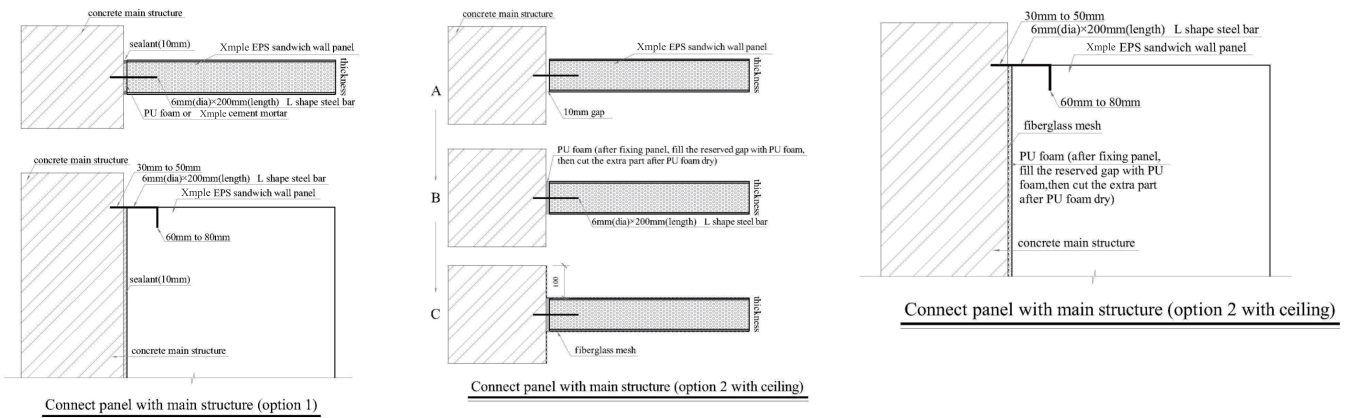 concrete main structure
sealant(10mm)
Xmple EPS sandwich wall panel
thickness
6mm(dia)×200mm(length) L shape steel bar
PU foam or Xmple cement mortar
concrete main structure
30mm to 50mm
6mm(dia)×200mm(length) L shape steel bar
Xmple EPS sandwich wall panel
60mm to 80mm
sealant(10mm)
concrete main structure
Connect panel with main structure (option 1)
concrete main structure
Xmple EPS sandwich wall panel
thickness
A
10mm gap
PU foam (after fixing panel, fill the reserved gap with PU foam,
then cut the extra part after PU foam dry)
B
thickness
6mm(dia)×200mm(length) L shape steel bar
100
C
thickness
fiberglass mesh
Connect panel with main structure (option 2 with ceiling)
30mm to 50mm
6mm(dia)×200mm(length) L shape steel bar
Xmple EPS sandwich wall panel
60mm to 80mm
fiberglass mesh
PU foam (after fixing panel,
fill the reserved gap with PU
foam,then cut the extra part
after PU foam dry)
concrete main structure
Connect panel with main structure (option 2 with ceiling)